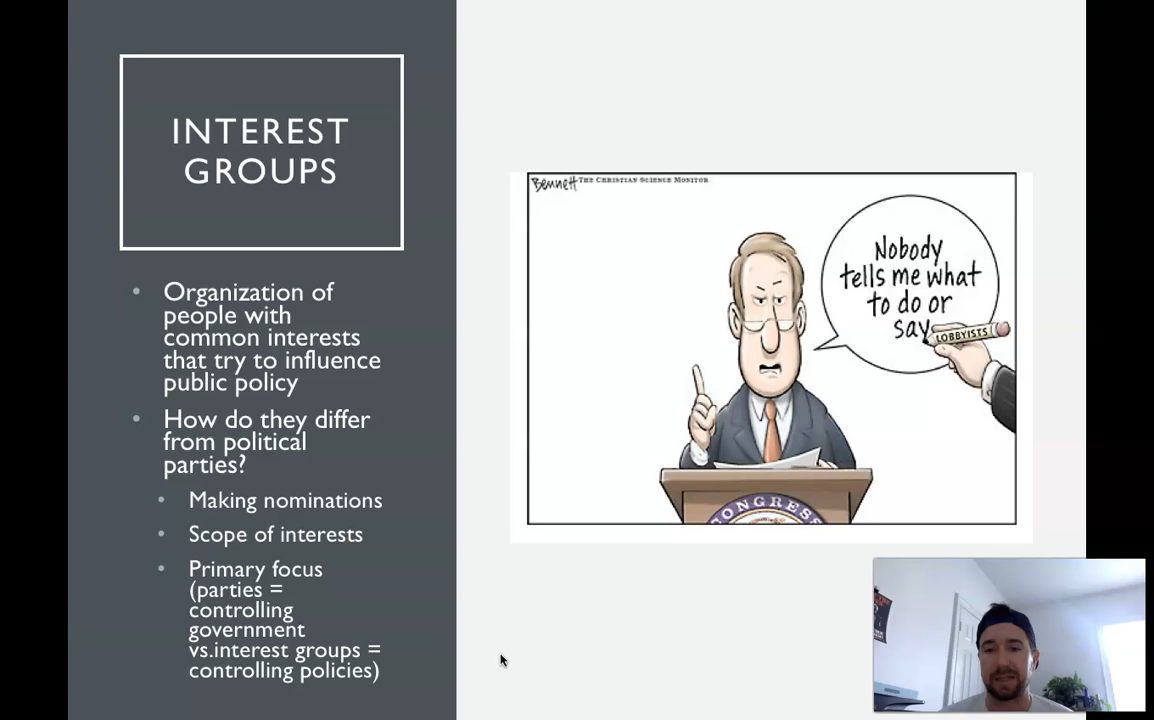 INTEREST
GROUPS
• Organization of
people with
common interests
that try to influence
public policy
• How do they differ
from political
parties?
• Making nominations
• Scope of interests
• Primary focus
(parties =
controlling
government
vs.interest groups =
controlling policies)
Bennett THE CHRISTIAN SCIENCE MONITOR
Nobody
tells me what
to do or
say
LOBBYISTS
CONGRESS